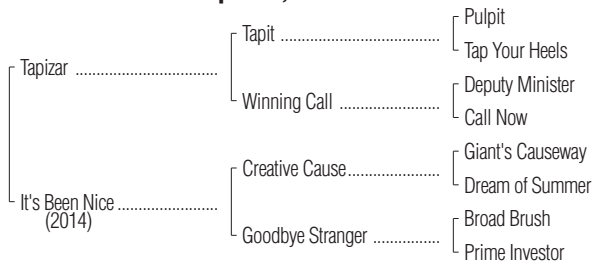 Pulpit
Tapit ........................................
Tap Your Heels
Tapizar ....................................
Deputy Minister
Winning Call .........................
Call Now
Giant's Causeway
Creative Cause.......................
Dream of Summer
It's Been Nice .........................
(2014)
Broad Brush
Goodbye Stranger .................
Prime Investor